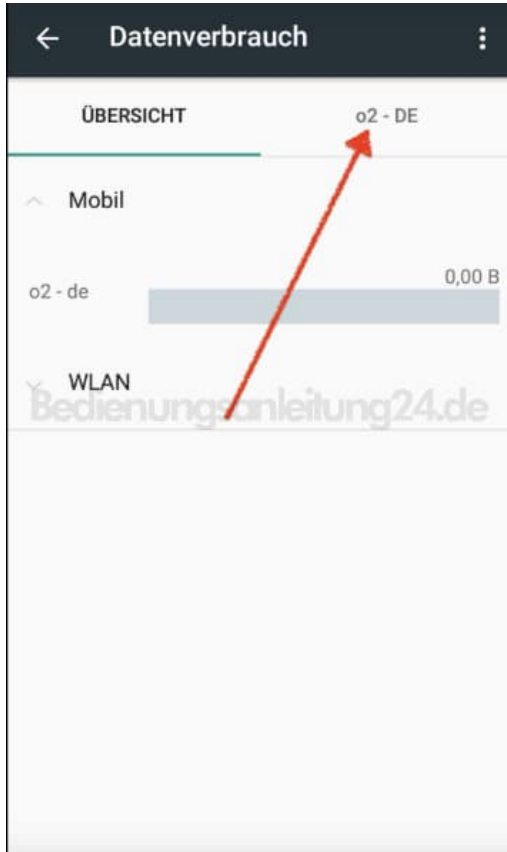 Datenverbrauch
ÜBERSICHT o2 - DE
Mobil
0,00 B
o2 - de
WLAN
Bedienungsanleitung24.de